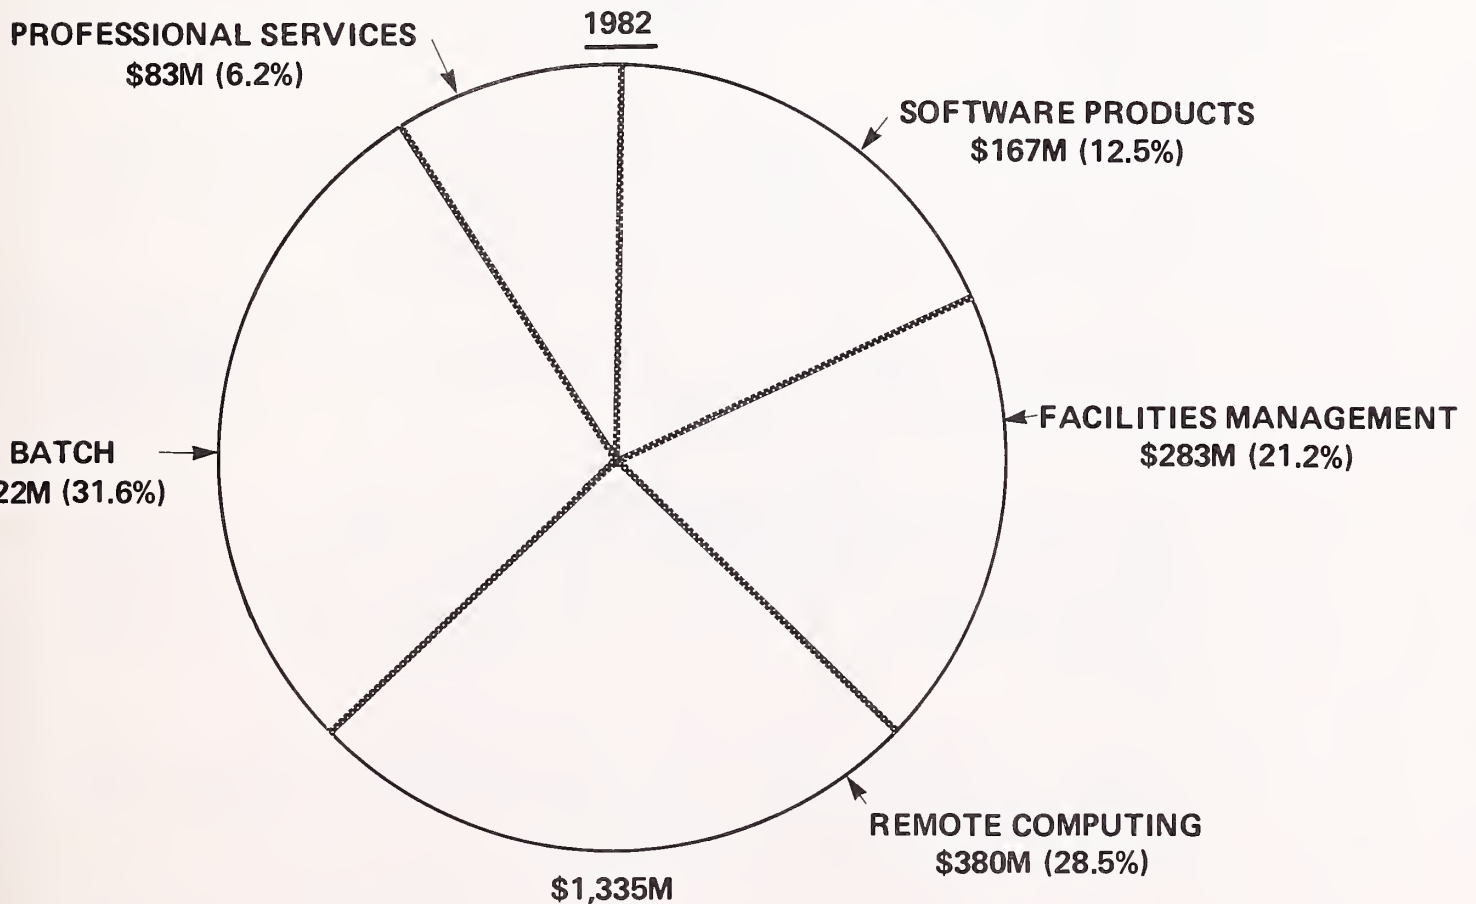 1982
PROFESSIONAL SERVICES
$83M (6.2%)
SOFTWARE PRODUCTS
$167M (12.5%)
FACILITIES MANAGEMENT
$283M (21.2%)
BATCH
22M (31.6%)
REMOTE COMPUTING
$380M (28.5%)
$1,335M